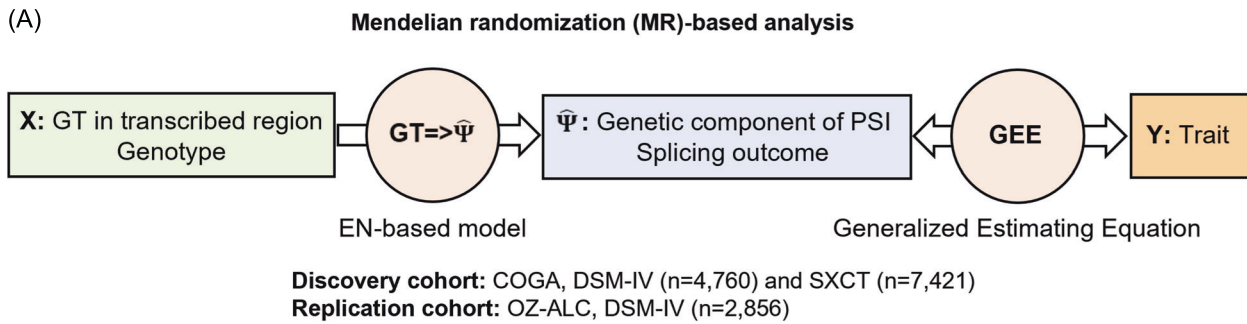 (A)
Mendelian randomization (MR)-based analysis
X: GT in transcribed region
Genotype
GT=>Ψ̂
Ψ̂ : Genetic component of PSI
Splicing outcome
GEE
Y: Trait
EN-based model
Generalized Estimating Equation
Discovery cohort: COGA, DSM-IV (n=4,760) and SXCT (n=7,421)
Replication cohort: OZ-ALC, DSM-IV (n=2,856)